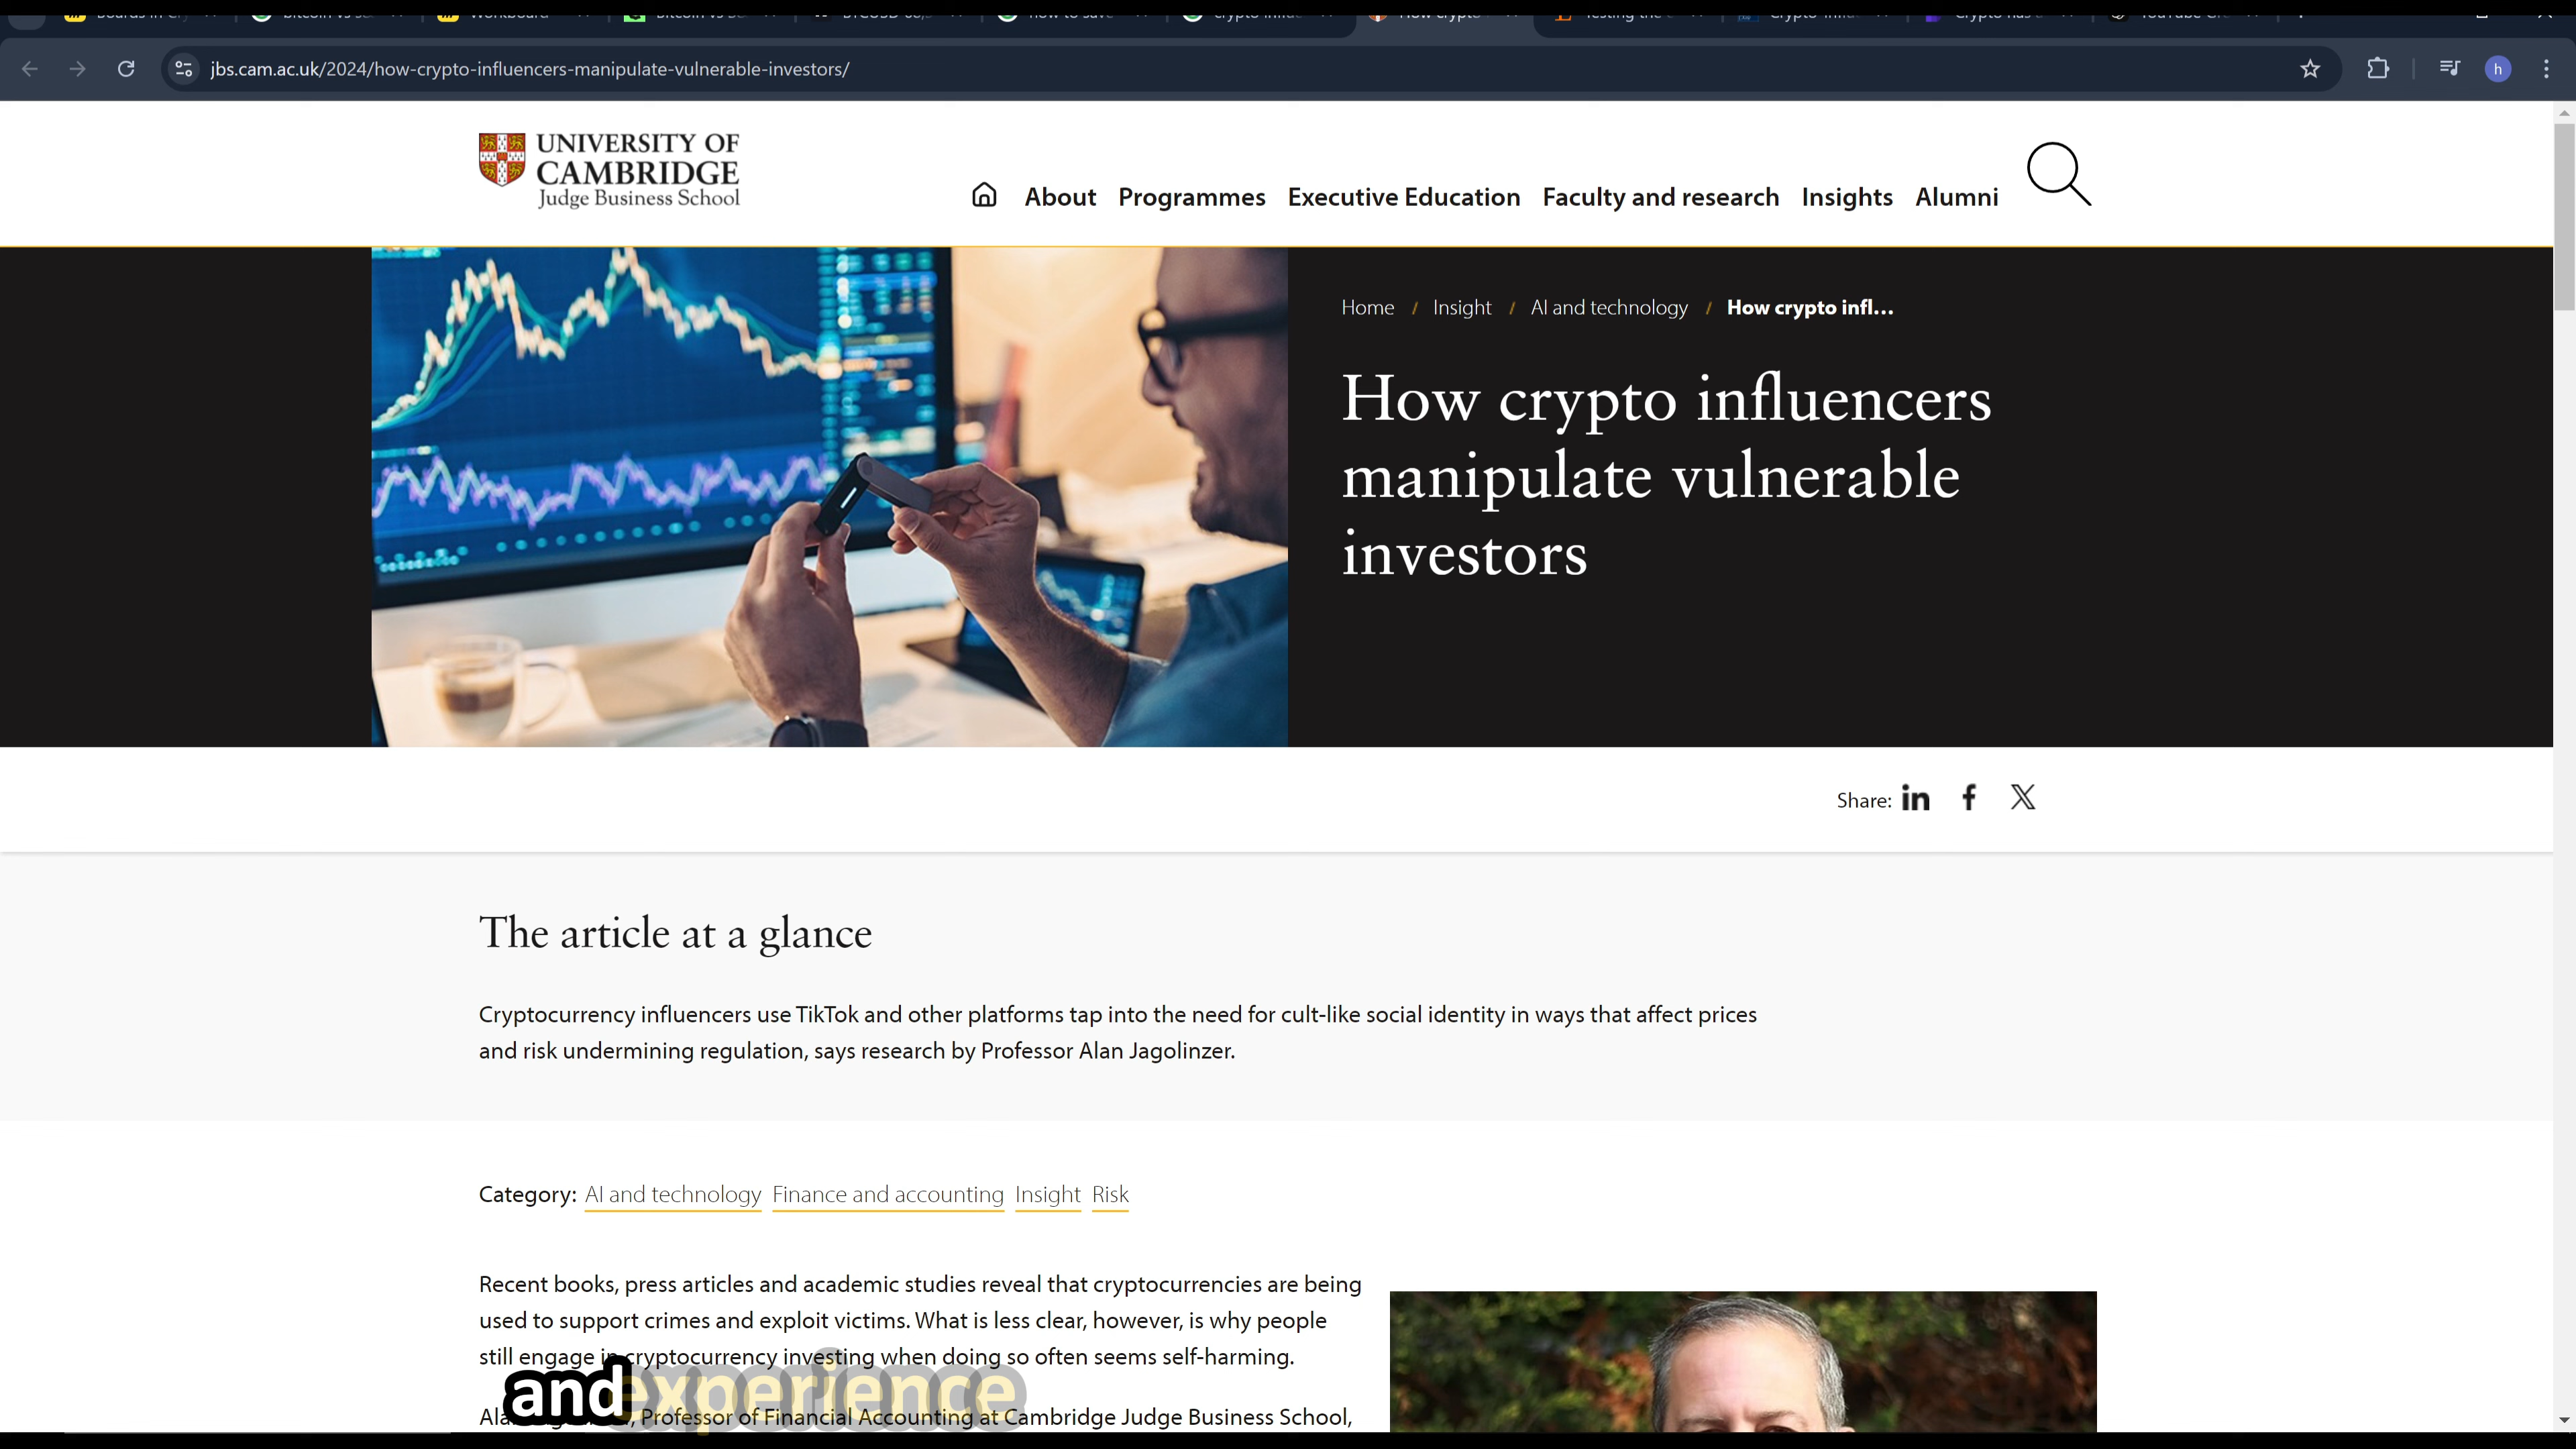 jbs.cam.ac.uk/2024/how-crypto-influencers-manipulate-vulnerable-investors/
h
UNIVERSITY OF
CAMBRIDGE
Judge Business School
About Programmes Executive Education Faculty and research Insights Alumni
Home / Insight / AI and technology / How crypto infl...
How crypto influencers
manipulate vulnerable
investors
Share: in f X
The article at a glance
Cryptocurrency influencers use TikTok and other platforms tap into the need for cult-like social identity in ways that affect prices
and risk undermining regulation, says research by Professor Alan Jagolinzer.
Category: AI and technology Finance and accounting Insight Risk
Recent books, press articles and academic studies reveal that cryptocurrencies are being
used to support crimes and exploit victims. What is less clear, however, is why people
still engage in cryptocurrency investing when doing so often seems self-harming.
and experience
Professor of Financial Accounting at Cambridge Judge Business School,